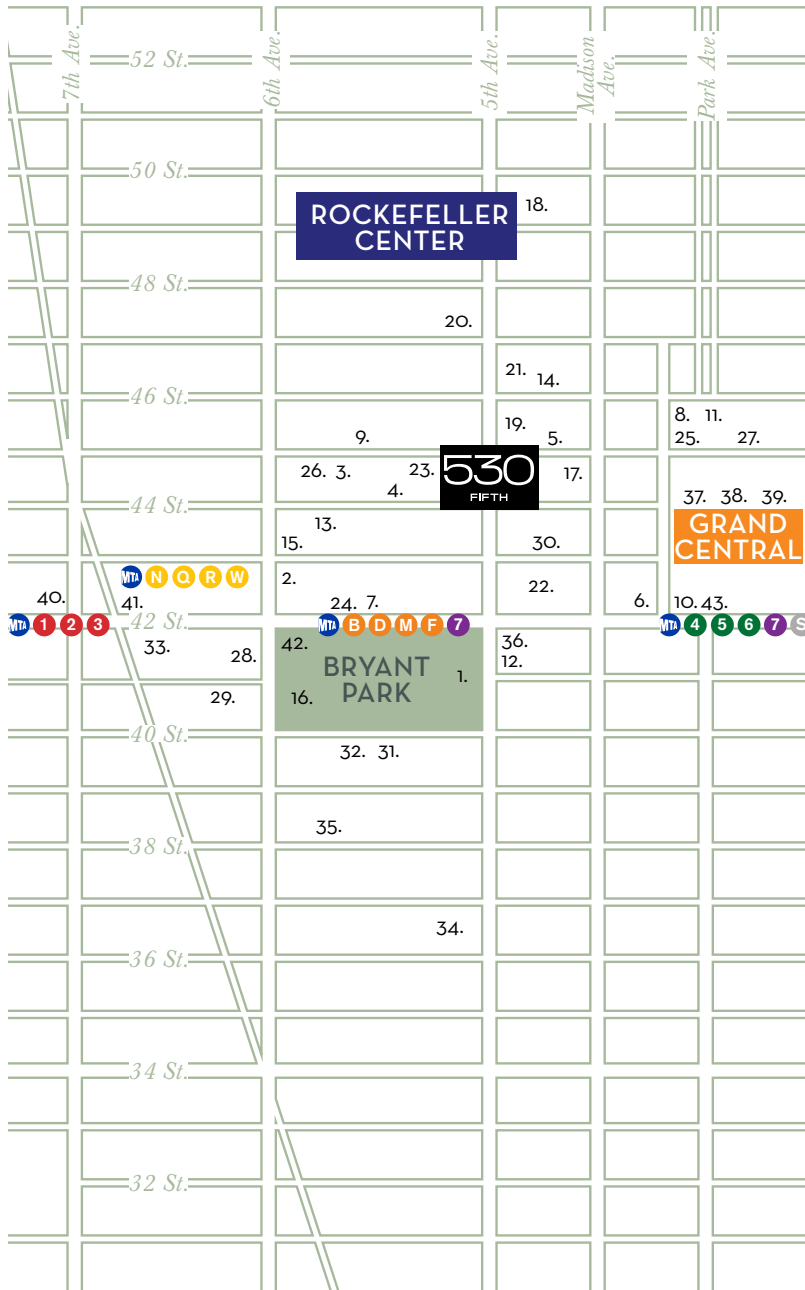 7th Ave.
6th Ave.
5th Ave.
Madison
Ave.
Park Ave.
52 St.
50 St.
ROCKEFELLER
CENTER
18.
48 St.
20.
21.
14.
46 St.
19.
5.
8. 11.
25. 27.
9.
26. 3.
23.
4.
530
FIFTH
17.
44 St.
37. 38. 39.
GRAND
CENTRAL
13.
15.
30.
MTA N Q R W
2.
22.
40.
41.
24. 7.
6.
10. 43.
MTA 1 2 3
42 St.
MTA B D M F 7
MTA 4 5 6 7 S
33.
28.
42.
BRYANT
PARK
1.
36.
12.
29.
16.
40 St.
32. 31.
35.
38 St.
34.
36 St.
34 St.
32 St.